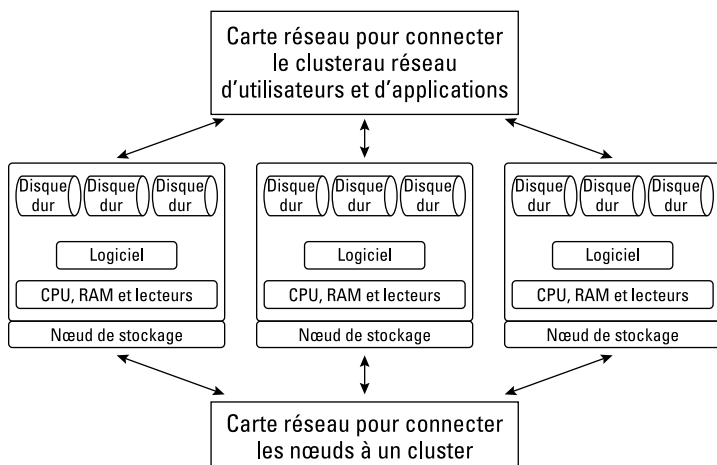 Carte réseau pour connecter
le clusterau réseau
d'utilisateurs et d'applications
Disque dur
Disque dur
Disque dur
Logiciel
CPU, RAM et lecteurs
Nœud de stockage
Disque dur
Disque dur
Disque dur
Logiciel
CPU, RAM et lecteurs
Nœud de stockage
Disque dur
Disque dur
Disque dur
Logiciel
CPU, RAM et lecteurs
Nœud de stockage
Carte réseau pour connecter
les nœuds à un cluster